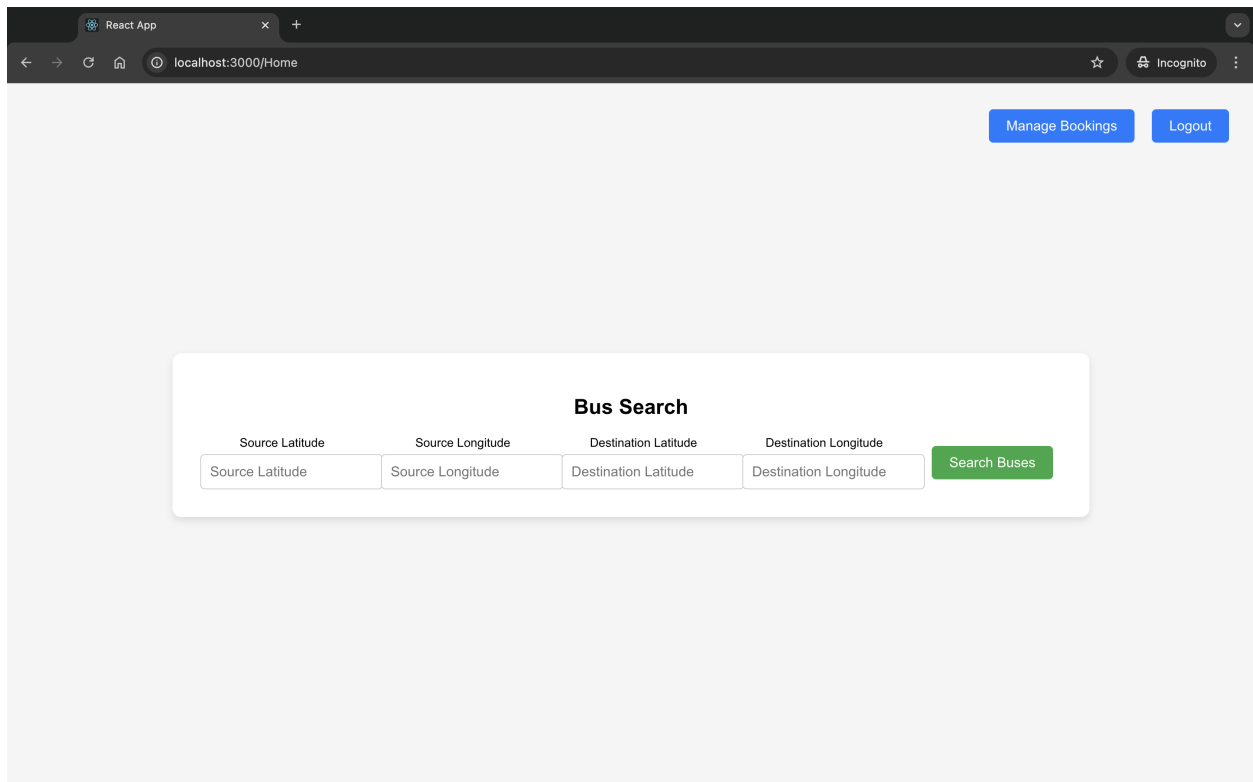 React App
localhost:3000/Home
Incognito
Manage Bookings
Logout
Bus Search
Source Latitude
Source Longitude
Destination Latitude
Destination Longitude
Source Latitude
Source Longitude
Destination Latitude
Destination Longitude
Search Buses